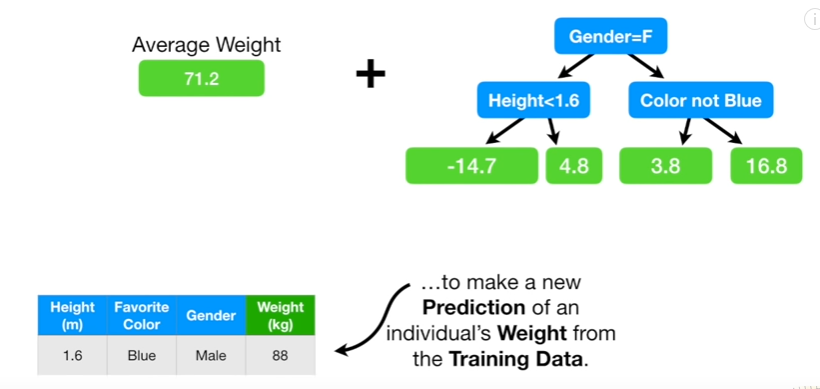 Average Weight
71.2
+
Gender=F
Height<1.6
Color not Blue
-14.7
4.8
3.8
16.8
…to make a new
Prediction of an
individual's Weight from
the Training Data.
Height (m) Favorite Color Gender Weight (kg)
1.6 Blue Male 88